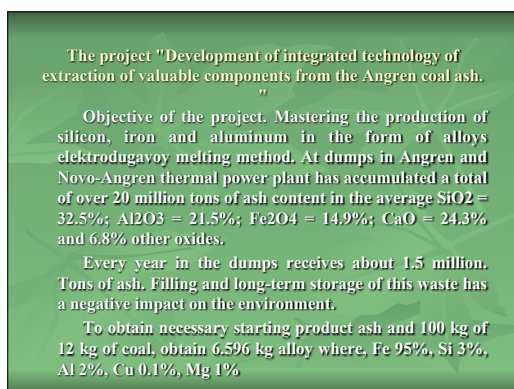 The project "Development of integrated technology of
extraction of valuable components from the Angren coal ash.
"
Objective of the project. Mastering the production of
silicon, iron and aluminum in the form of alloys
elektrodugavoy melting method. At dumps in Angren and
Novo-Angren thermal power plant has accumulated a total
of over 20 million tons of ash content in the average SiO2 =
32.5%; Al2O3 = 21.5%; Fe2O4 = 14.9%; CaO = 24.3%
and 6.8% other oxides.
Every year in the dumps receives about 1.5 million.
Tons of ash. Filling and long-term storage of this waste has
a negative impact on the environment.
To obtain necessary starting product ash and 100 kg of
12 kg of coal, obtain 6.596 kg alloy where, Fe 95%, Si 3%,
Al 2%, Cu 0.1%, Mg 1%